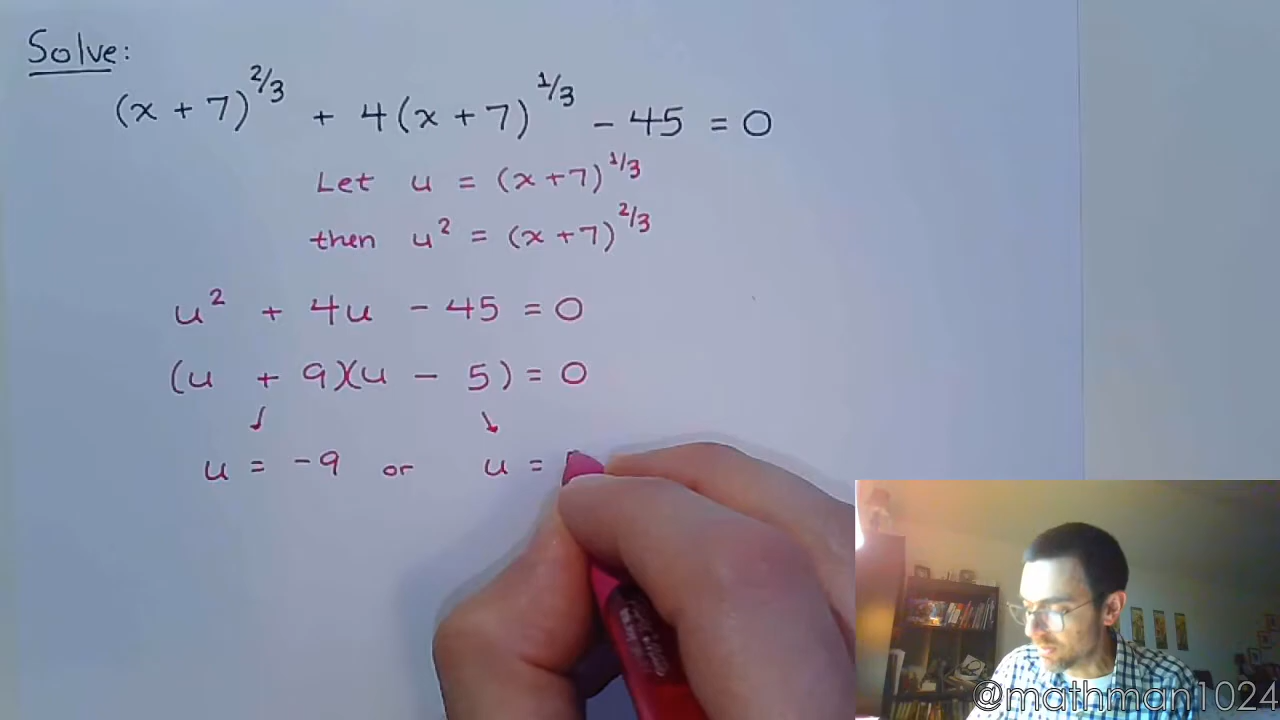 Solve:
(x + 7)^{2/3} + 4(x + 7)^{1/3} - 45 = 0
Let u = (x+7)^{1/3}
then u^2 = (x+7)^{2/3}
u^2 + 4u - 45 = 0
(u + 9)(u - 5) = 0
↓ ↘
u = -9 or u =
@mathman1024